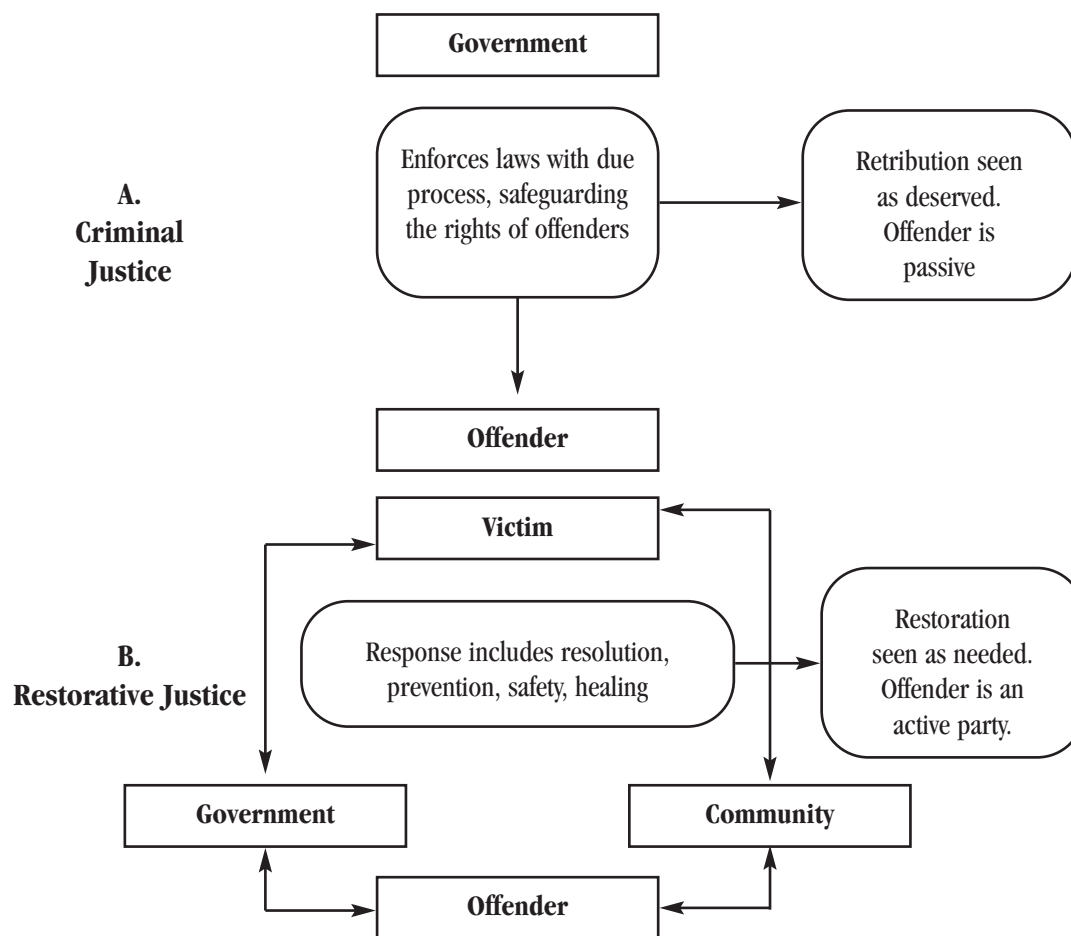 Government
A.
Criminal
Justice
Enforces laws with due
process, safeguarding
the rights of offenders
Retribution seen
as deserved.
Offender is
passive
Offender
Victim
B.
Restorative Justice
Response includes resolution,
prevention, safety, healing
Restoration
seen as needed.
Offender is an
active party.
Government
Community
Offender